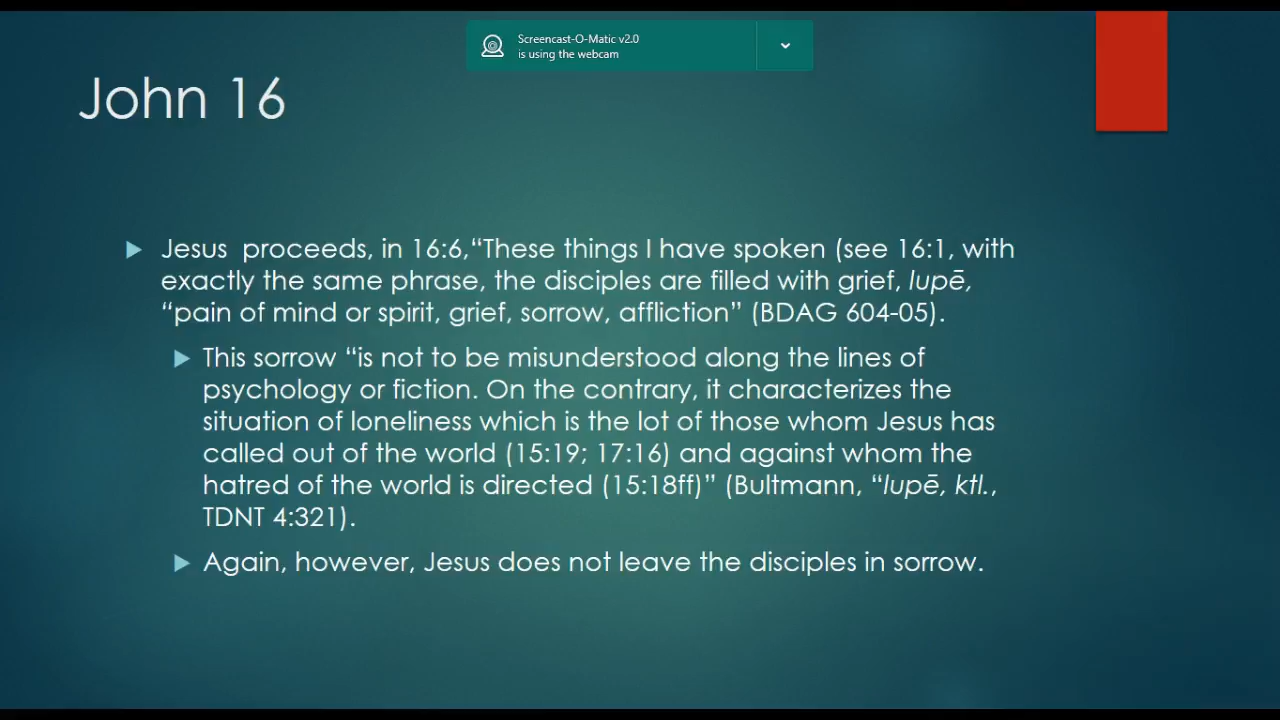 Screencast-O-Matic v2.0
is using the webcam
John 16
Jesus  proceeds, in 16:6,“These things I have spoken (see 16:1, with
exactly the same phrase, the disciples are filled with grief, lupē,
“pain of mind or spirit, grief, sorrow, affliction” (BDAG 604-05).
This sorrow “is not to be misunderstood along the lines of
psychology or fiction. On the contrary, it characterizes the
situation of loneliness which is the lot of those whom Jesus has
called out of the world (15:19; 17:16) and against whom the
hatred of the world is directed (15:18ff)” (Bultmann, “lupē, ktl.,
TDNT 4:321).
Again, however, Jesus does not leave the disciples in sorrow.